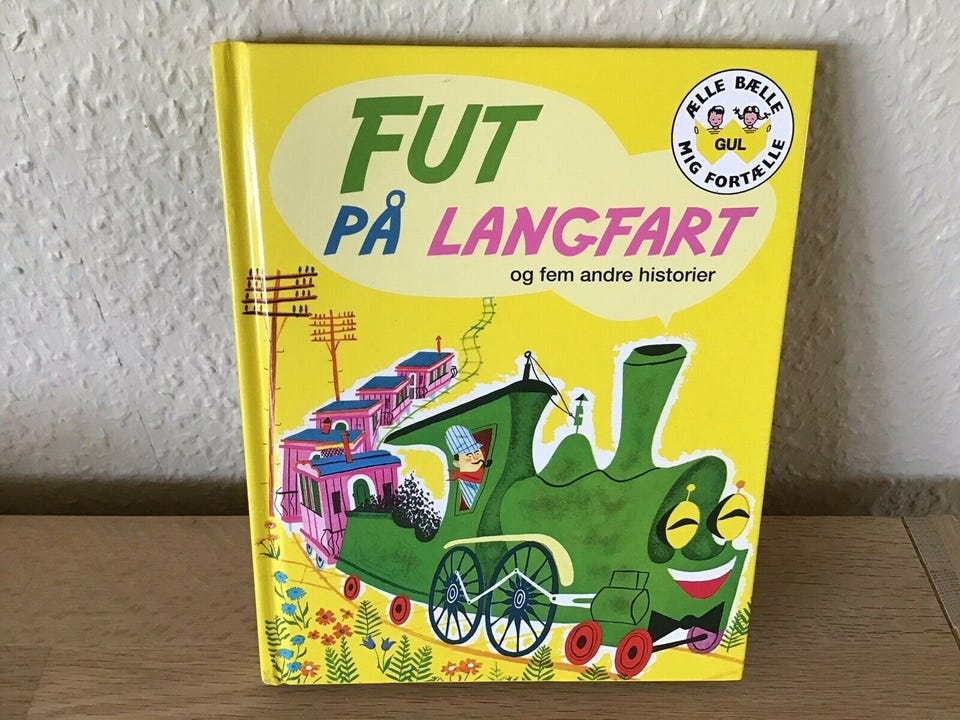 FUT
PÅ LANGFART
og fem andre historier
ÆLLE BÆLLE
GUL
MIG FORTÆLLE